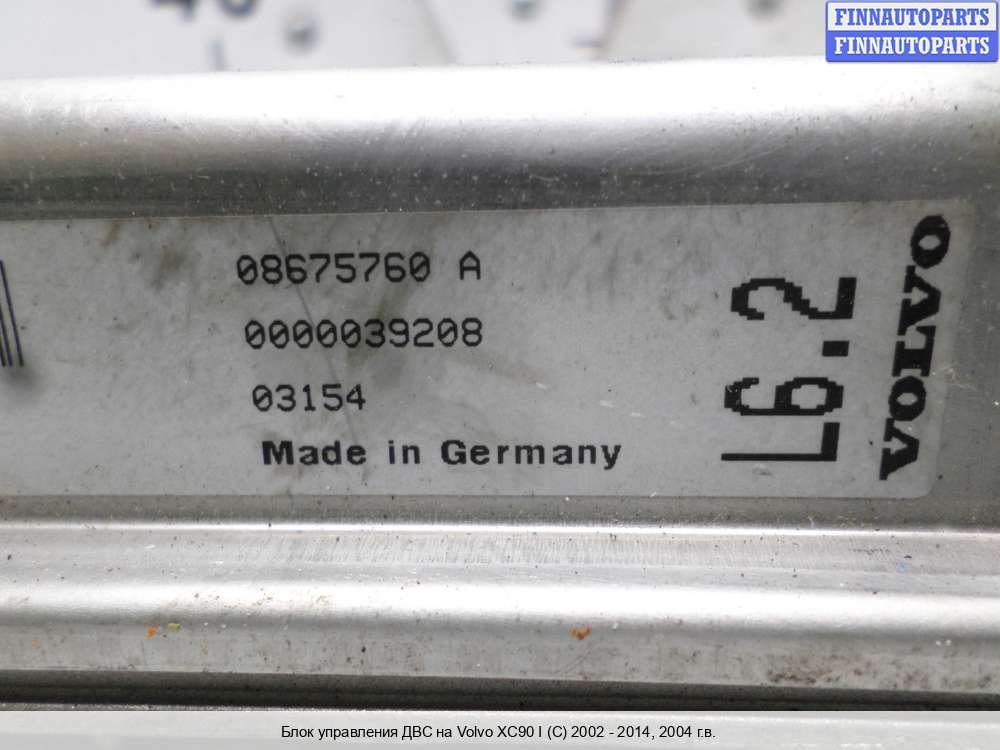 FINNAUTOPARTS
FINNAUTOPARTS
08675760 A
0000039208
03154
Made in Germany
L6.2
VOLVO
Блок управления ДВС на Volvo XC90 I (C) 2002 - 2014, 2004 г.в.